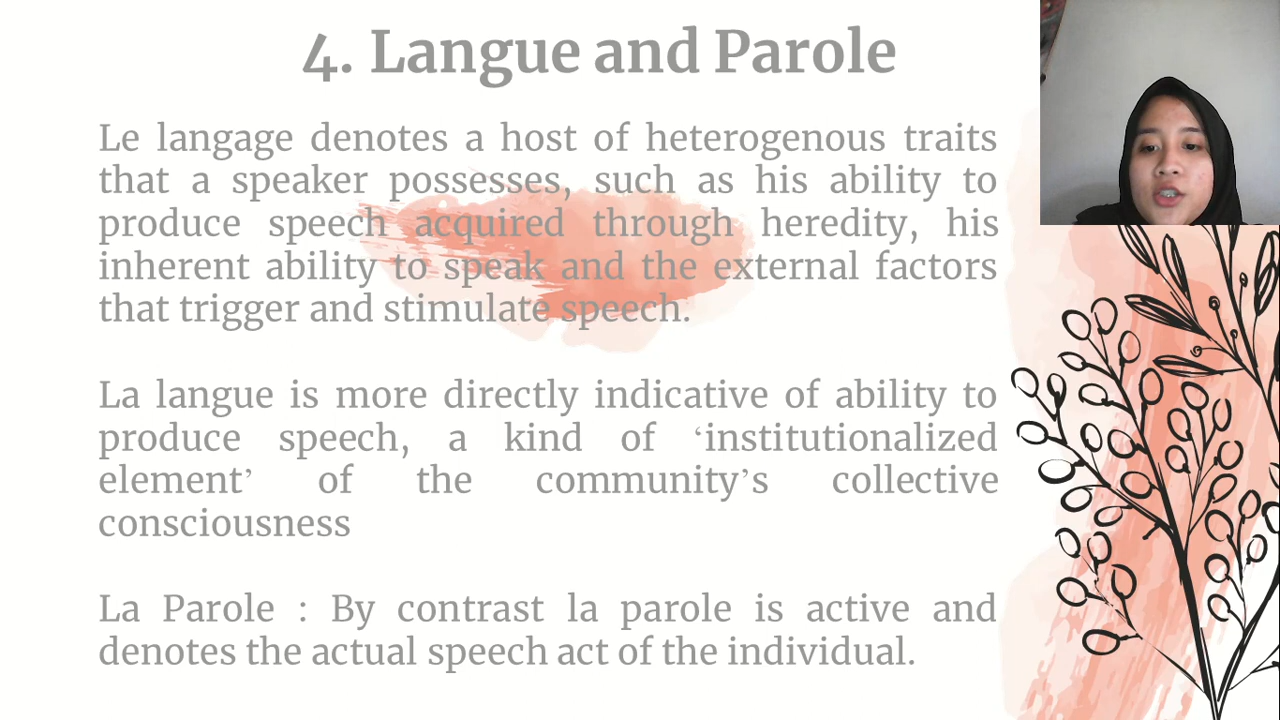 4. Langue and Parole
Le langage denotes a host of heterogenous traits
that a speaker possesses, such as his ability to
produce speech acquired through heredity, his
inherent ability to speak and the external factors
that trigger and stimulate speech.
La langue is more directly indicative of ability to
produce speech, a kind of ‘institutionalized
element’ of the community’s collective
consciousness
La Parole : By contrast la parole is active and
denotes the actual speech act of the individual.